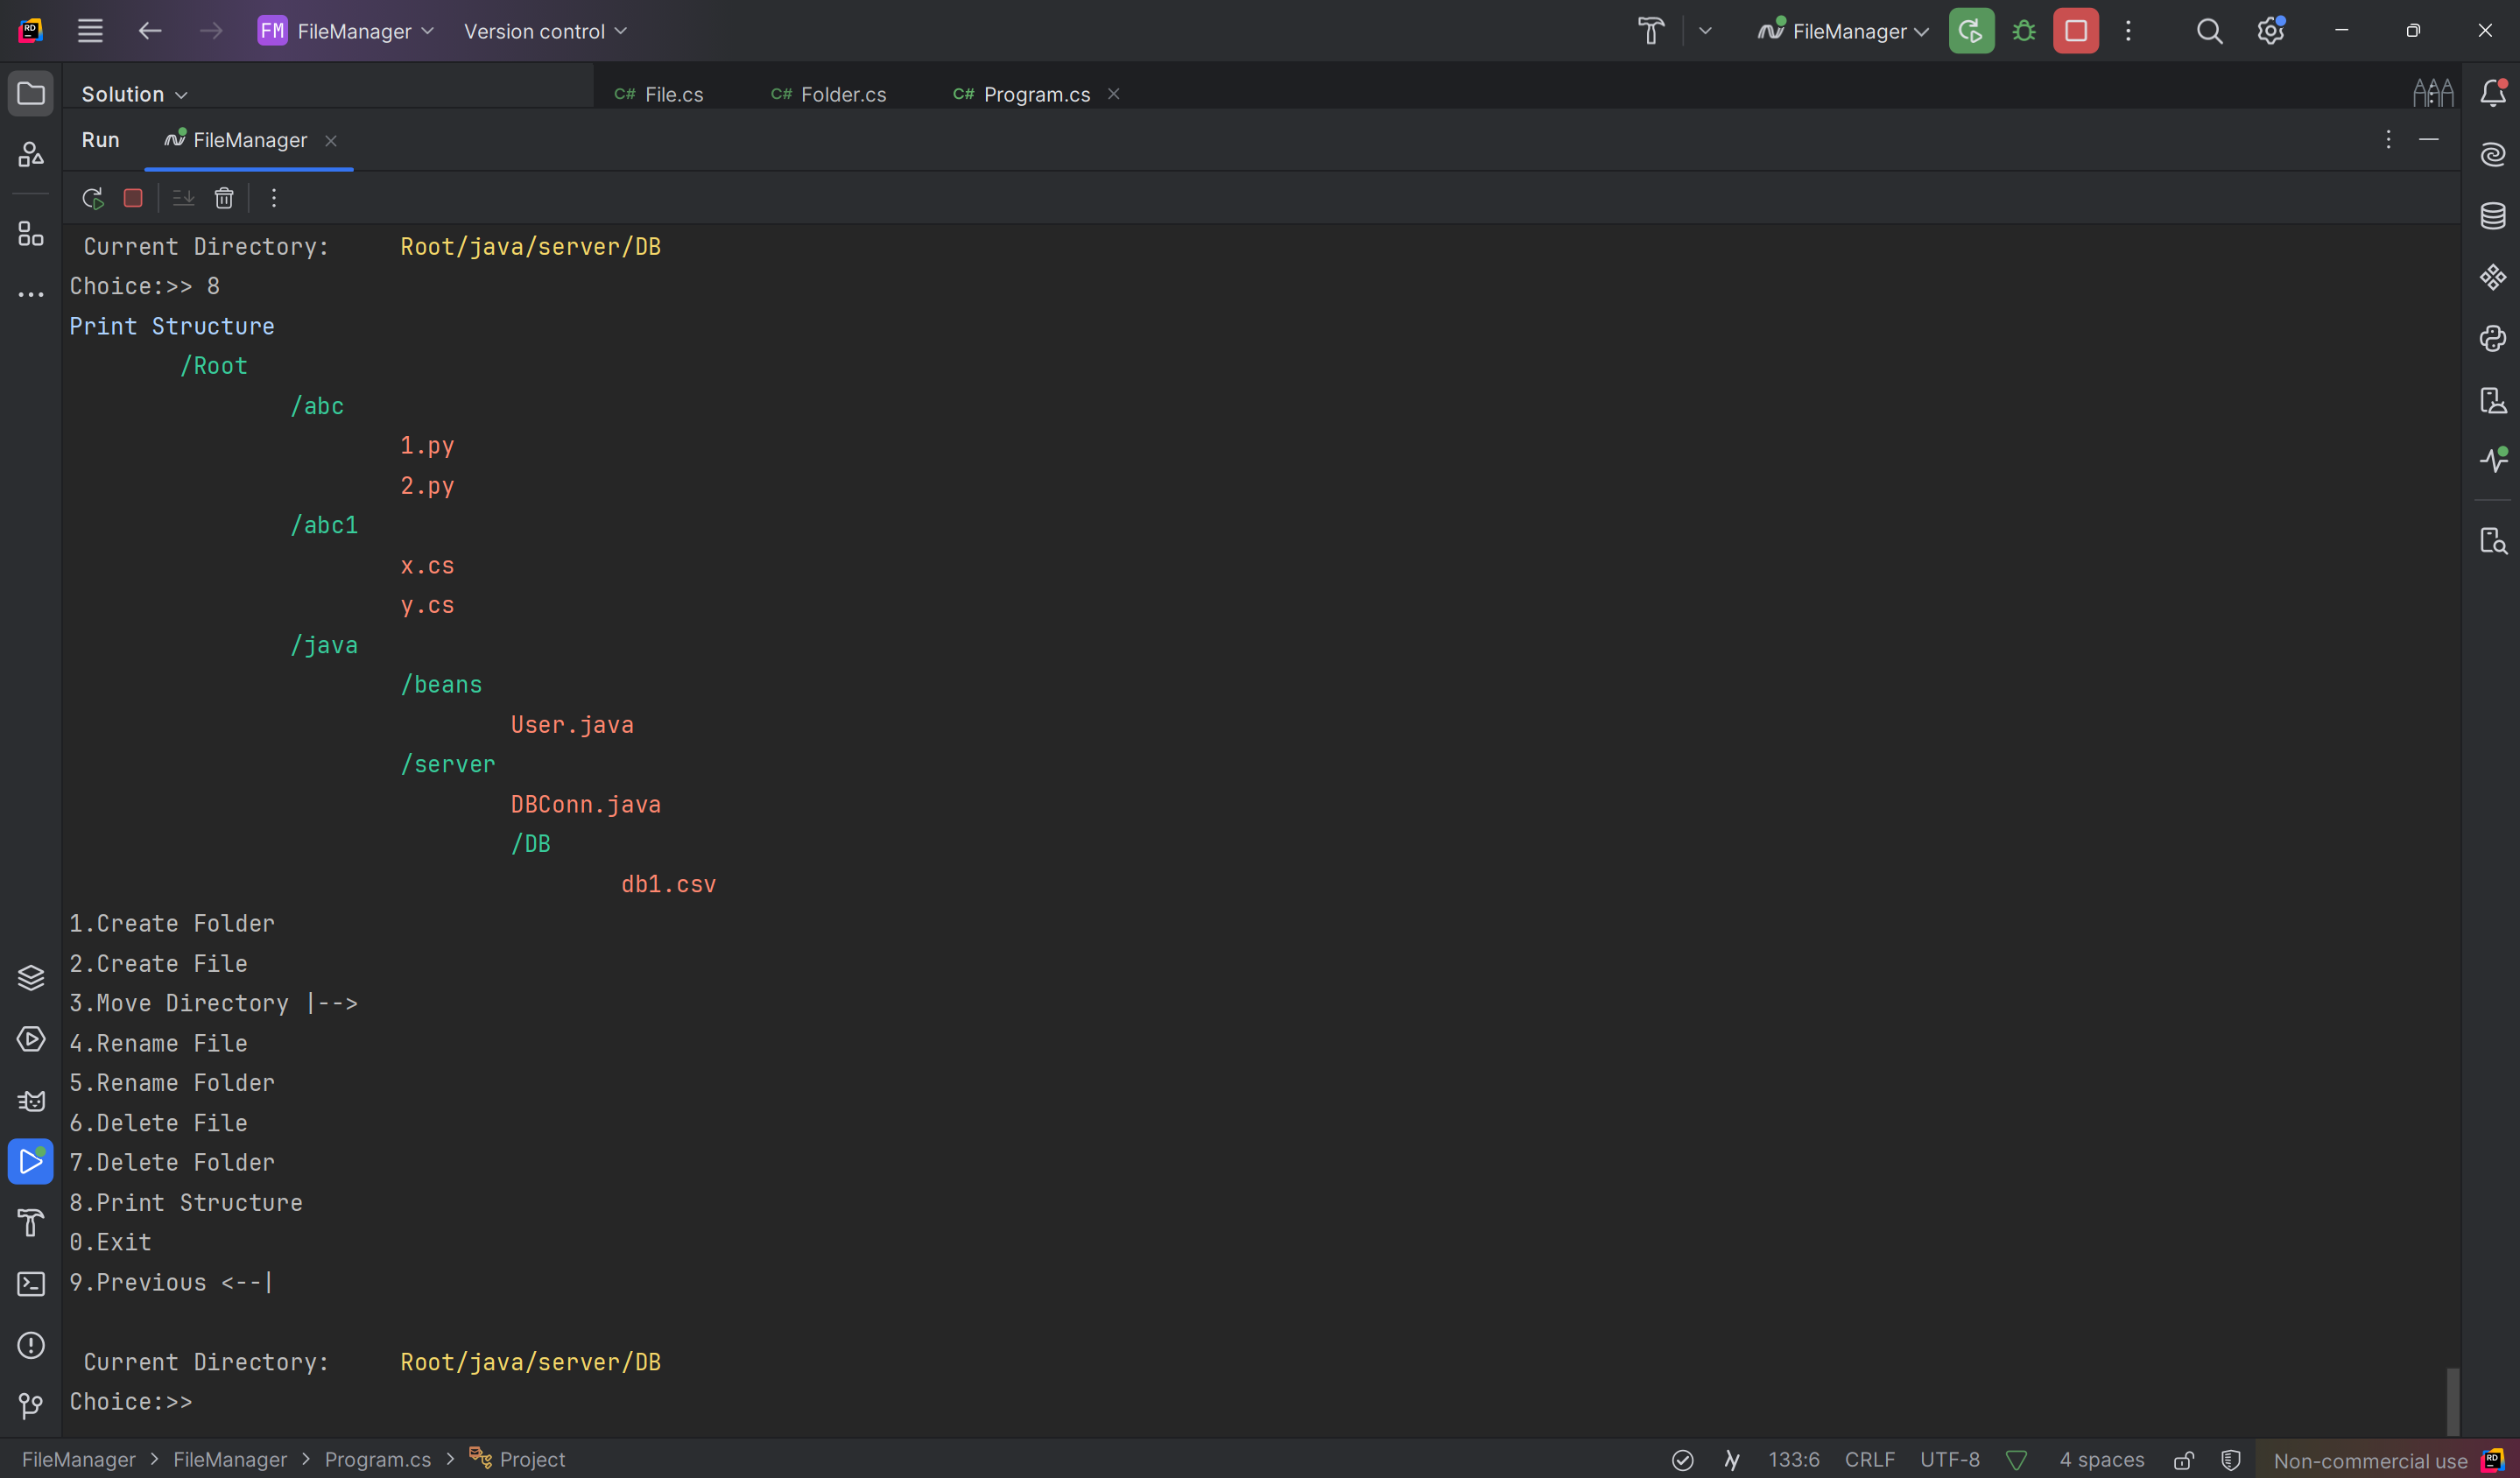 FM FileManager Version control FileManager
Solution C# File.cs C# Folder.cs C# Program.cs
Run FileManager
Current Directory: Root/java/server/DB
Choice:>> 8
Print Structure
/Root
/abc
1.py
2.py
/abc1
x.cs
y.cs
/java
/beans
User.java
/server
DBConn.java
/DB
db1.csv
1.Create Folder
2.Create File
3.Move Directory |-->
4.Rename File
5.Rename Folder
6.Delete File
7.Delete Folder
8.Print Structure
0.Exit
9.Previous <--|
Current Directory: Root/java/server/DB
Choice:>>
FileManager > FileManager > Program.cs > Project 133:6 CRLF UTF-8 4 spaces Non-commercial use RD